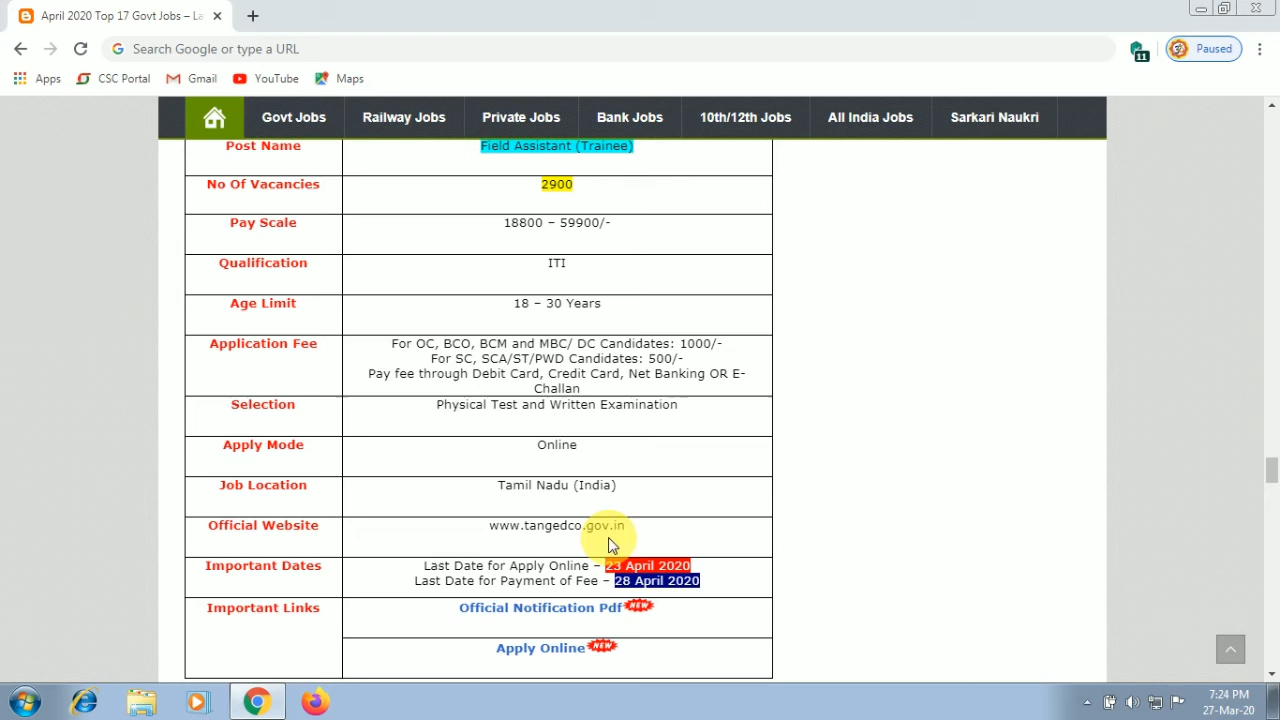 April 2020 Top 17 Govt Jobs – La
Search Google or type a URL
11
Paused
Apps
CSC Portal
Gmail
YouTube
Maps
Govt Jobs
Railway Jobs
Private Jobs
Bank Jobs
10th/12th Jobs
All India Jobs
Sarkari Naukri
Post Name
Field Assistant (Trainee)
No Of Vacancies
2900
Pay Scale
18800 – 59900/-
Qualification
ITI
Age Limit
18 – 30 Years
Application Fee
For OC, BCO, BCM and MBC/ DC Candidates: 1000/-
For SC, SCA/ST/PWD Candidates: 500/-
Pay fee through Debit Card, Credit Card, Net Banking OR E-
Challan
Selection
Physical Test and Written Examination
Apply Mode
Online
Job Location
Tamil Nadu (India)
Official Website
www.tangedco.gov.in
Important Dates
Last Date for Apply Online – 23 April 2020
Last Date for Payment of Fee – 28 April 2020
Important Links
Official Notification Pdf NEW
Apply Online NEW
7:24 PM
27-Mar-20